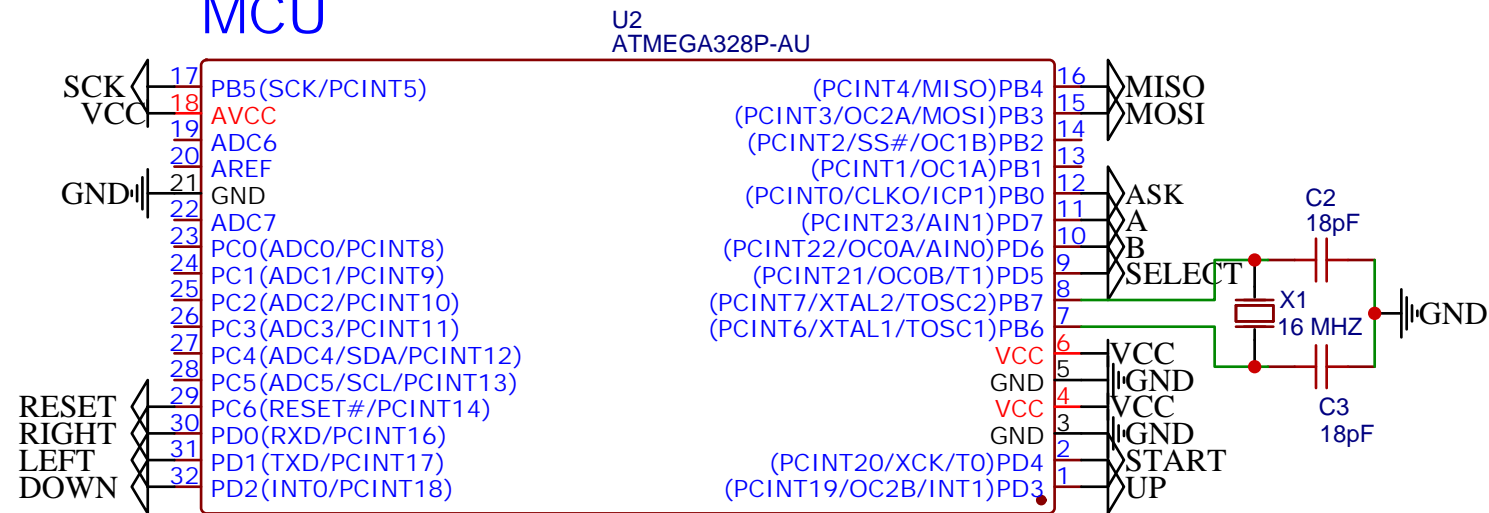 MCU
U2
ATMEGA328P-AU
SCK 17 PB5(SCK/PCINT5) (PCINT4/MISO)PB4 16 MISO
VCC 18 AVCC (PCINT3/OC2A/MOSI)PB3 15 MOSI
19 ADC6 (PCINT2/SS#/OC1B)PB2 14
20 AREF (PCINT1/OC1A)PB1 13
GND 21 GND (PCINT0/CLKO/ICP1)PB0 12 ASK
22 ADC7 (PCINT23/AIN1)PD7 11 A
23 PC0(ADC0/PCINT8) (PCINT22/OC0A/AIN0)PD6 10 B
24 PC1(ADC1/PCINT9) (PCINT21/OC0B/T1)PD5 9 SELECT
25 PC2(ADC2/PCINT10) (PCINT7/XTAL2/TOSC2)PB7 8
26 PC3(ADC3/PCINT11) (PCINT6/XTAL1/TOSC1)PB6 7
27 PC4(ADC4/SDA/PCINT12) VCC 6 VCC
28 PC5(ADC5/SCL/PCINT13) GND 5 GND
RESET 29 PC6(RESET#/PCINT14) VCC 4 VCC
RIGHT 30 PD0(RXD/PCINT16) GND 3 GND
LEFT 31 PD1(TXD/PCINT17) (PCINT20/XCK/T0)PD4 2 START
DOWN 32 PD2(INT0/PCINT18) (PCINT19/OC2B/INT1)PD3 1 UP
C2
18pF
X1
16 MHZ
GND
C3
18pF